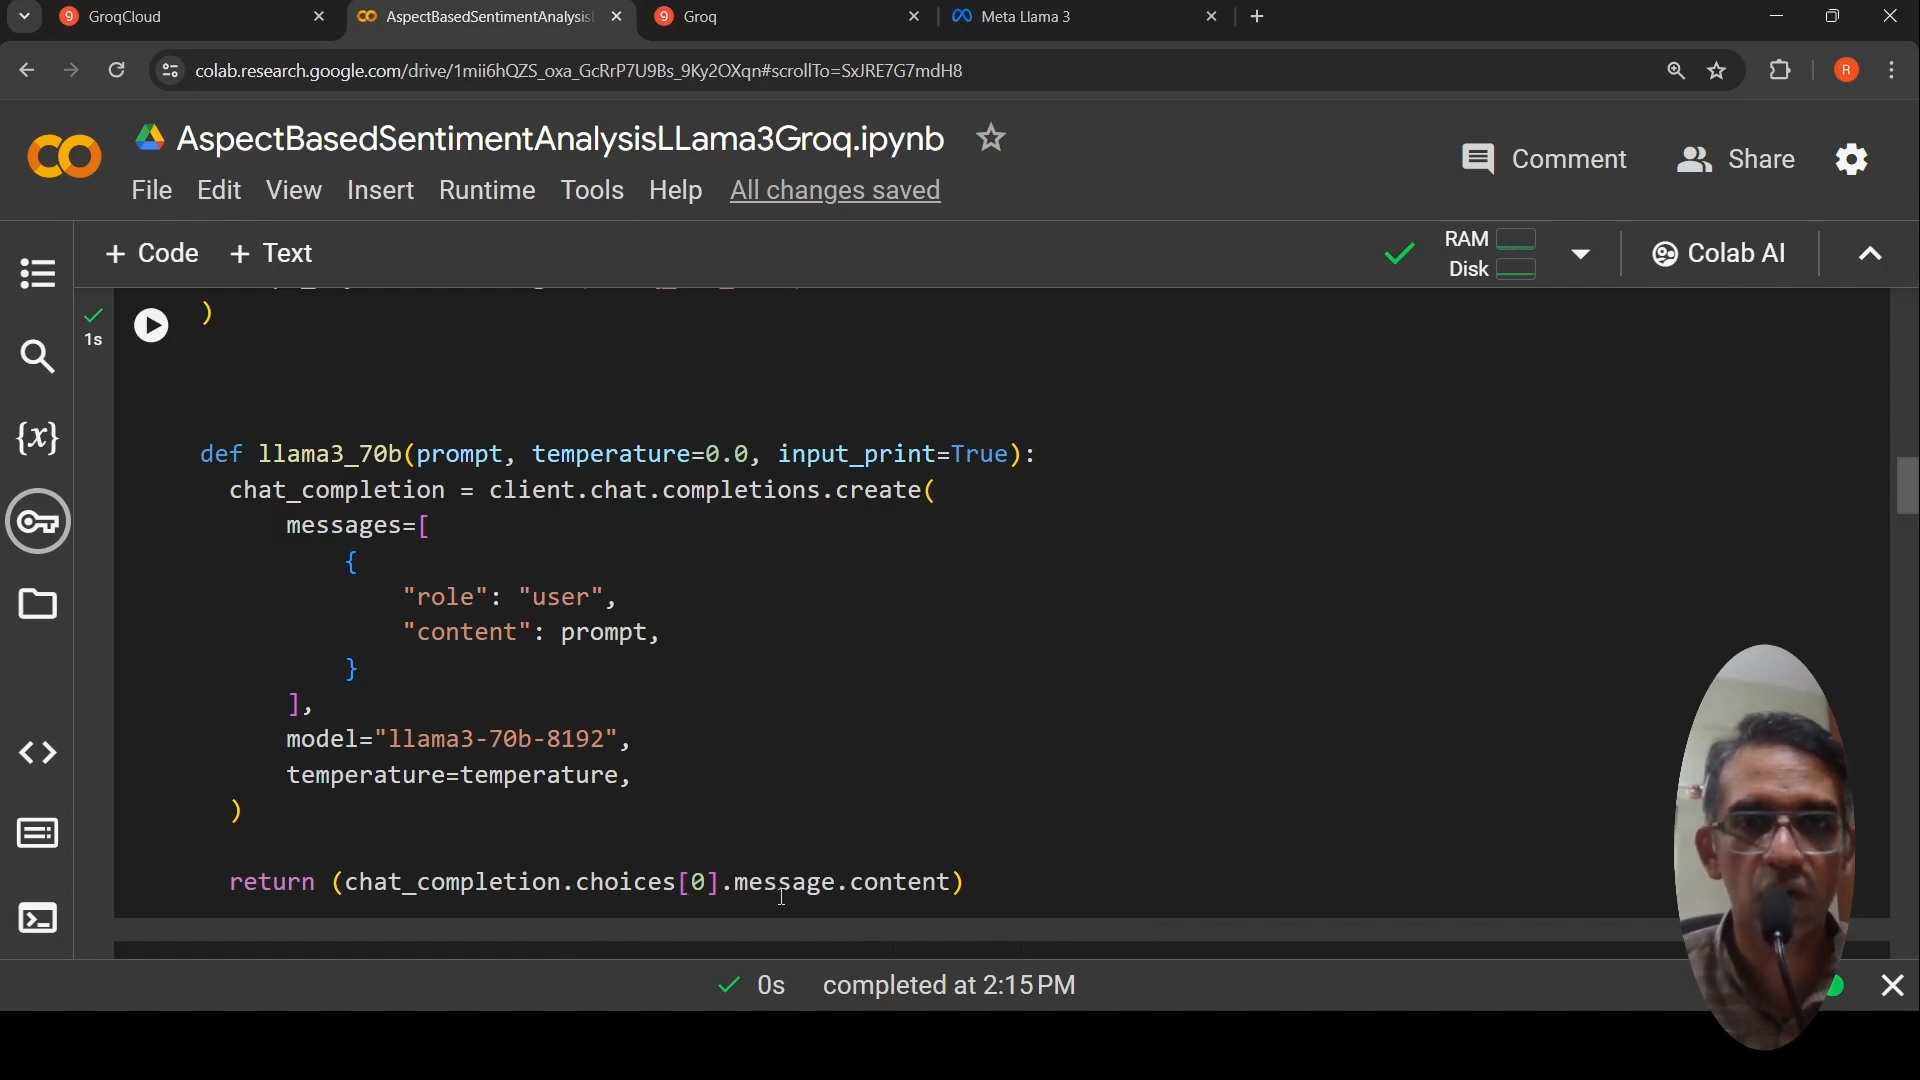 GroqCloud
AspectBasedSentimentAnalysis
Groq
Meta Llama 3
colab.research.google.com/drive/1mii6hQZS_oxa_GcRrP7U9Bs_9Ky2OXqn#scrollTo=SxJRE7G7mdH8
R
CO
AspectBasedSentimentAnalysisLLama3Groq.ipynb
Comment
Share
File Edit View Insert Runtime Tools Help All changes saved
+ Code + Text
RAM
Disk
Colab AI
{x}
1s
)
def llama3_70b(prompt, temperature=0.0, input_print=True):
chat_completion = client.chat.completions.create(
messages=[
{
"role": "user",
"content": prompt,
}
],
model="llama3-70b-8192",
temperature=temperature,
)
return (chat_completion.choices[0].message.content)
0s completed at 2:15 PM